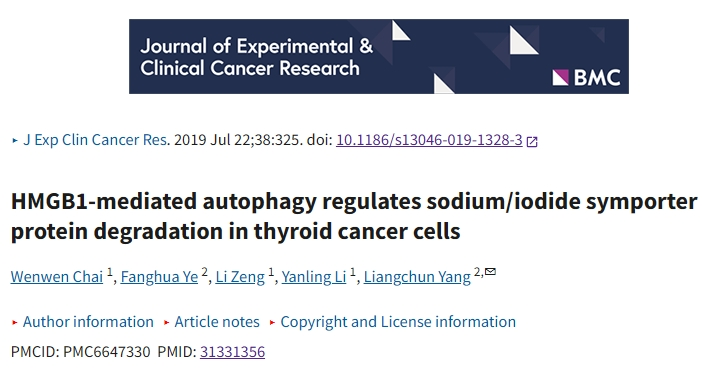 Journal of Experimental &
Clinical Cancer Research
BMC
▸ J Exp Clin Cancer Res. 2019 Jul 22;38:325. doi: 10.1186/s13046-019-1328-3
HMGB1-mediated autophagy regulates sodium/iodide symporter
protein degradation in thyroid cancer cells
Wenwen Chai 1, Fanghua Ye 2, Li Zeng 1, Yanling Li 1, Liangchun Yang 2,✉
▸ Author information ▸ Article notes ▸ Copyright and License information
PMCID: PMC6647330 PMID: 31331356